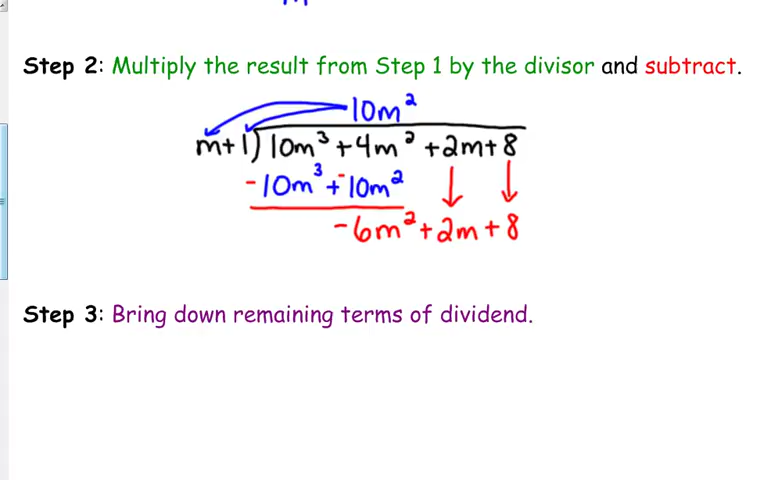 Step 2: Multiply the result from Step 1 by the divisor and subtract.
10m²
m+1)10m³+4m²+2m+8
-10m³+-10m²
-6m²+2m+8
Step 3: Bring down remaining terms of dividend.